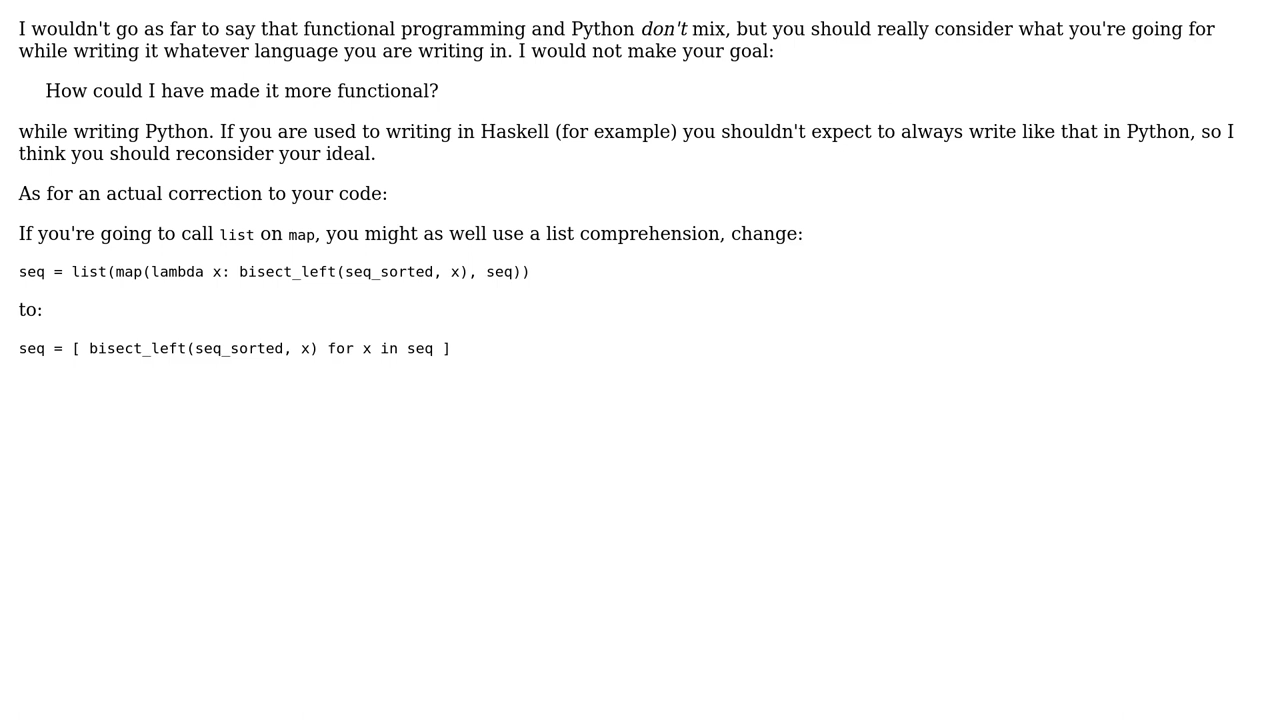 I wouldn't go as far to say that functional programming and Python don't mix, but you should really consider what you're going for
while writing it whatever language you are writing in. I would not make your goal:
How could I have made it more functional?
while writing Python. If you are used to writing in Haskell (for example) you shouldn't expect to always write like that in Python, so I
think you should reconsider your ideal.
As for an actual correction to your code:
If you're going to call list on map, you might as well use a list comprehension, change:
seq = list(map(lambda x: bisect_left(seq_sorted, x), seq))
to:
seq = [ bisect_left(seq_sorted, x) for x in seq ]